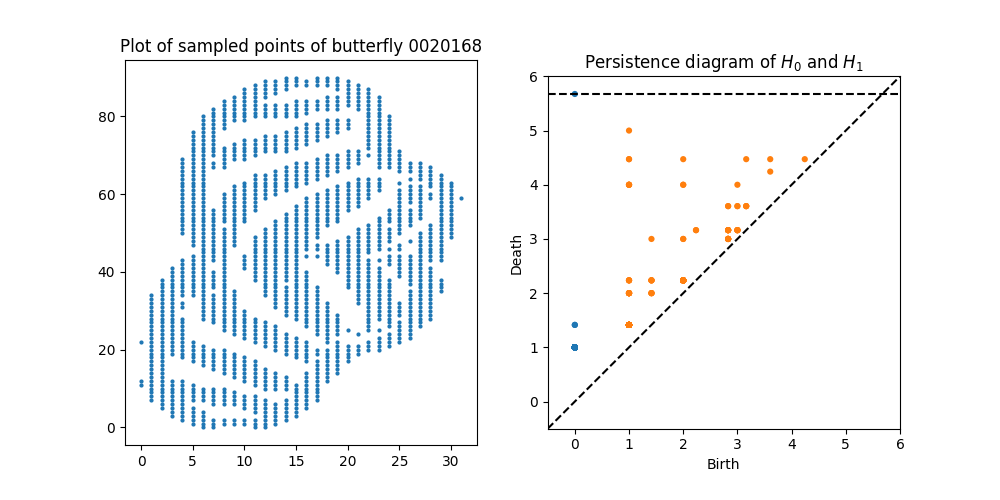 Plot of sampled points of butterfly 0020168
80
60
40
20
0
0 5 10 15 20 25 30
Persistence diagram of H₀ and H₁
6
5
4
3
2
1
0
Death
0 1 2 3 4 5 6
Birth